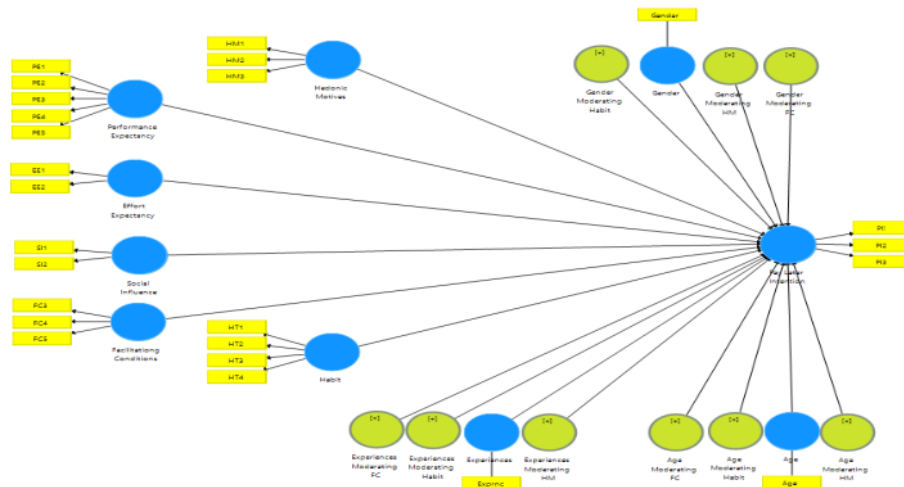 Gender
HM1
HM2
HM3
Hedonic
Motives
[+]
Gender
Moderating
Habit
Gender
[+]
Gender
Moderating
HM
[+]
Gender
Moderating
FC
PE1
PE2
PE3
PE4
PE5
Performance
Expectancy
EE1
EE2
Effort
Expectancy
SI1
SI2
Social
Influence
PI2
PI3
Intention
FC3
FC4
FC5
Facilitationg
Conditions
HT1
HT2
HT3
HT4
Habit
[+]
Experiences
Moderating
FC
[+]
Experiences
Moderating
Habit
Experiences
Exprnc
[+]
Experiences
Moderating
HM
[+]
Age
Moderating
FC
[+]
Age
Moderating
Habit
Age
Age
[+]
Age
Moderating
HM